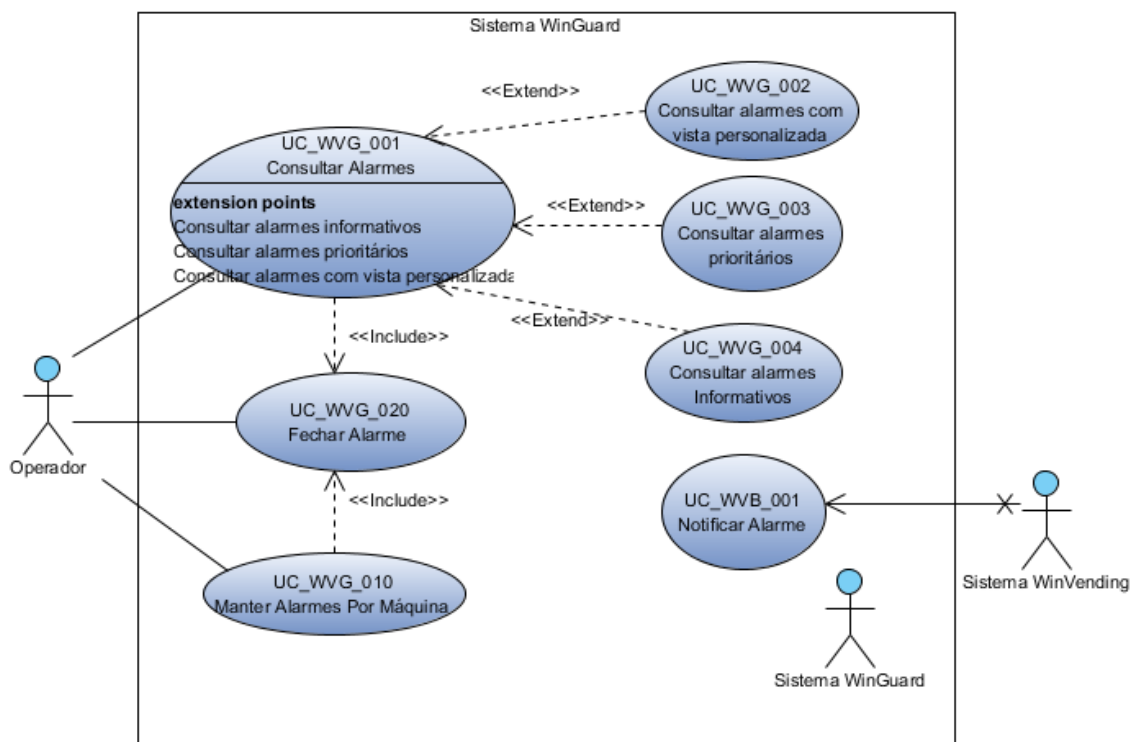 Sistema WinGuard
UC_WVG_002
Consultar alarmes com
vista personalizada
<<Extend>>
UC_WVG_001
Consultar Alarmes
extension points
Consultar alarmes informativos
Consultar alarmes prioritários
Consultar alarmes com vista personalizada
<<Extend>>
UC_WVG_003
Consultar alarmes
prioritários
<<Extend>>
UC_WVG_004
Consultar alarmes
Informativos
<<Include>>
UC_WVG_020
Fechar Alarme
Operador
<<Include>>
UC_WVB_001
Notificar Alarme
UC_WVG_010
Manter Alarmes Por Máquina
Sistema WinVending
Sistema WinGuard